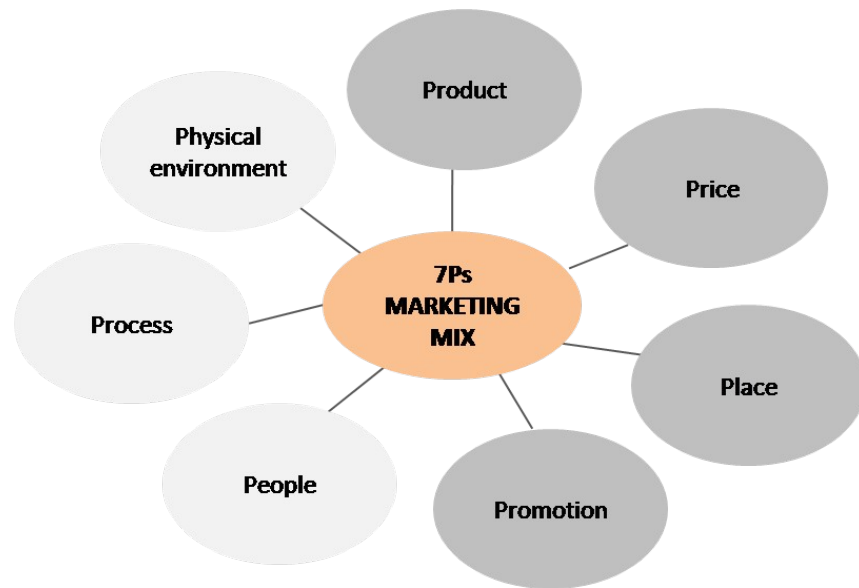 Product
Physical
environment
Price
7Ps
MARKETING
MIX
Process
Place
People
Promotion